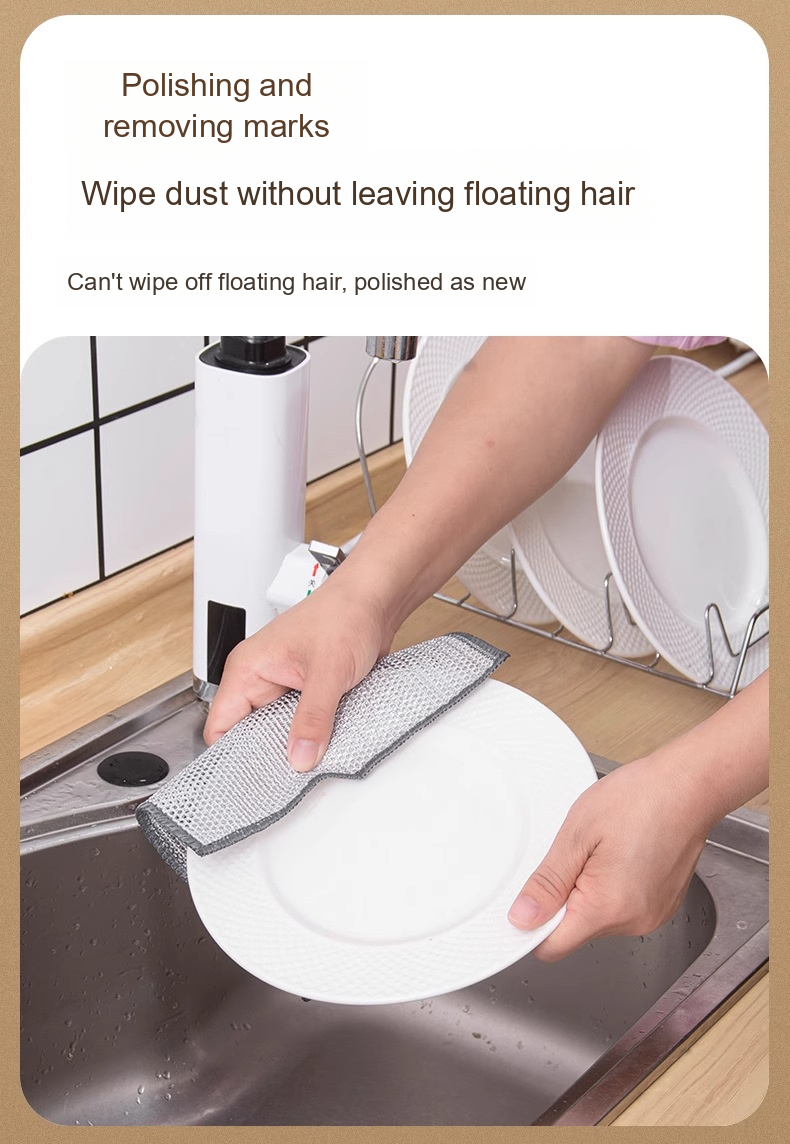 Polishing and
removing marks
Wipe dust without leaving floating hair
Can't wipe off floating hair, polished as new